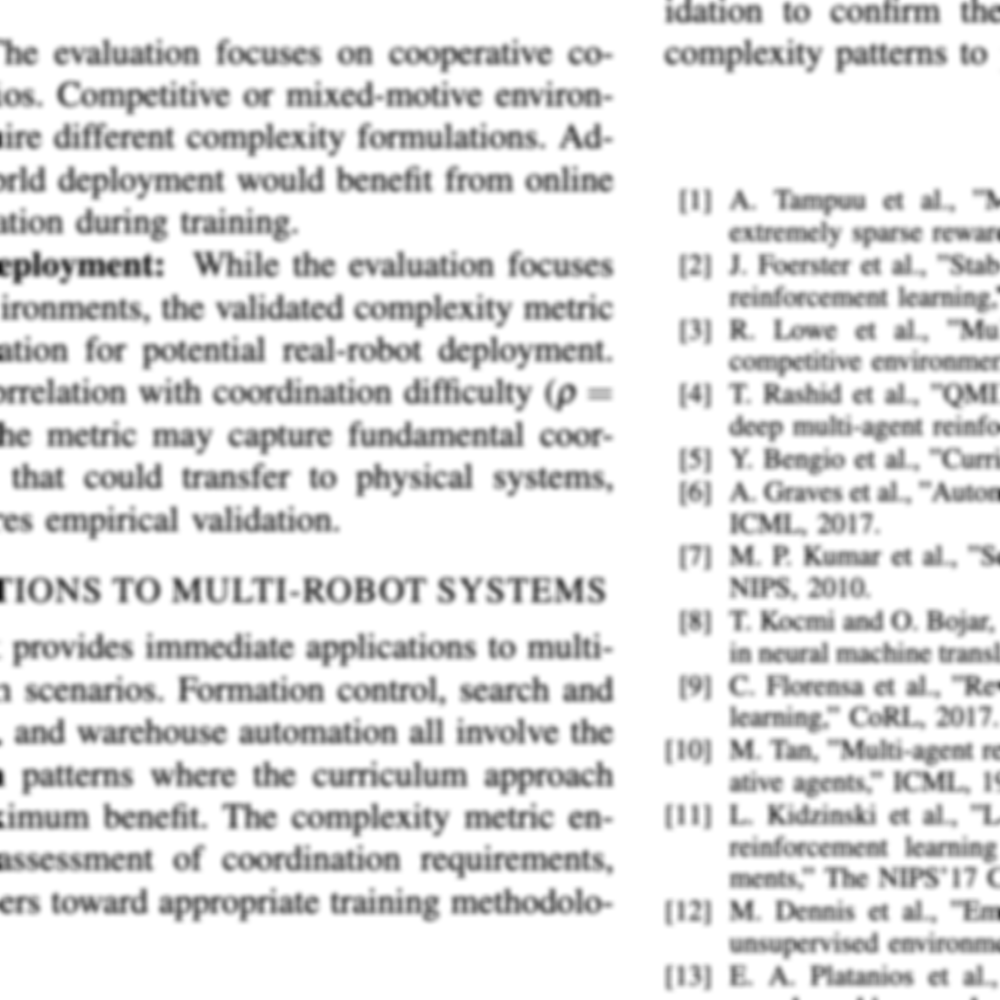 The evaluation focuses on cooperative co-
ios. Competitive or mixed-motive environ-
ire different complexity formulations. Ad-
orld deployment would benefit from online
ation during training.
eployment: While the evaluation focuses
ironments, the validated complexity metric
ation for potential real-robot deployment.
orrelation with coordination difficulty (ρ =
he metric may capture fundamental coor-
that could transfer to physical systems,
res empirical validation.
TIONS TO MULTI-ROBOT SYSTEMS
provides immediate applications to multi-
n scenarios. Formation control, search and
, and warehouse automation all involve the
patterns where the curriculum approach
ximum benefit. The complexity metric en-
assessment of coordination requirements,
ers toward appropriate training methodolo-
idation to confirm the
complexity patterns to
[1] A. Tampuu et al., "M
extremely sparse rewar
[2] J. Foerster et al., "Stab
reinforcement learning,"
[3] R. Lowe et al., "Mu
competitive environmen
[4] T. Rashid et al., "QMI
deep multi-agent reinfo
[5] Y. Bengio et al., "Curri
[6] A. Graves et al., "Auton
ICML, 2017.
[7] M. P. Kumar et al., "Se
NIPS, 2010.
[8] T. Kocmi and O. Bojar,
in neural machine transl
[9] C. Florensa et al., "Rev
learning," CoRL, 2017.
[10] M. Tan, "Multi-agent re
ative agents," ICML, 19
[11] L. Kidzinski et al., "L
reinforcement learning
ments," The NIPS'17 C
[12] M. Dennis et al., "Em
unsupervised environme
[13] E. A. Platanios et al.,